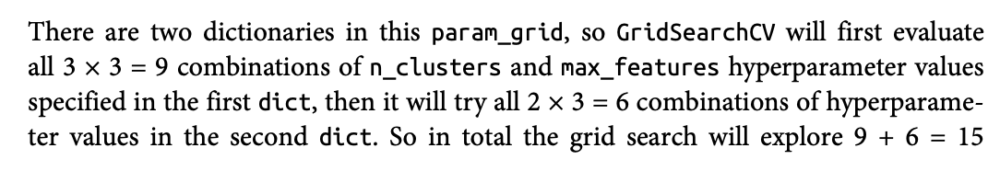 There are two dictionaries in this param_grid, so GridSearchCV will first evaluate
all 3 × 3 = 9 combinations of n_clusters and max_features hyperparameter values
specified in the first dict, then it will try all 2 × 3 = 6 combinations of hyperparame-
ter values in the second dict. So in total the grid search will explore 9 + 6 = 15